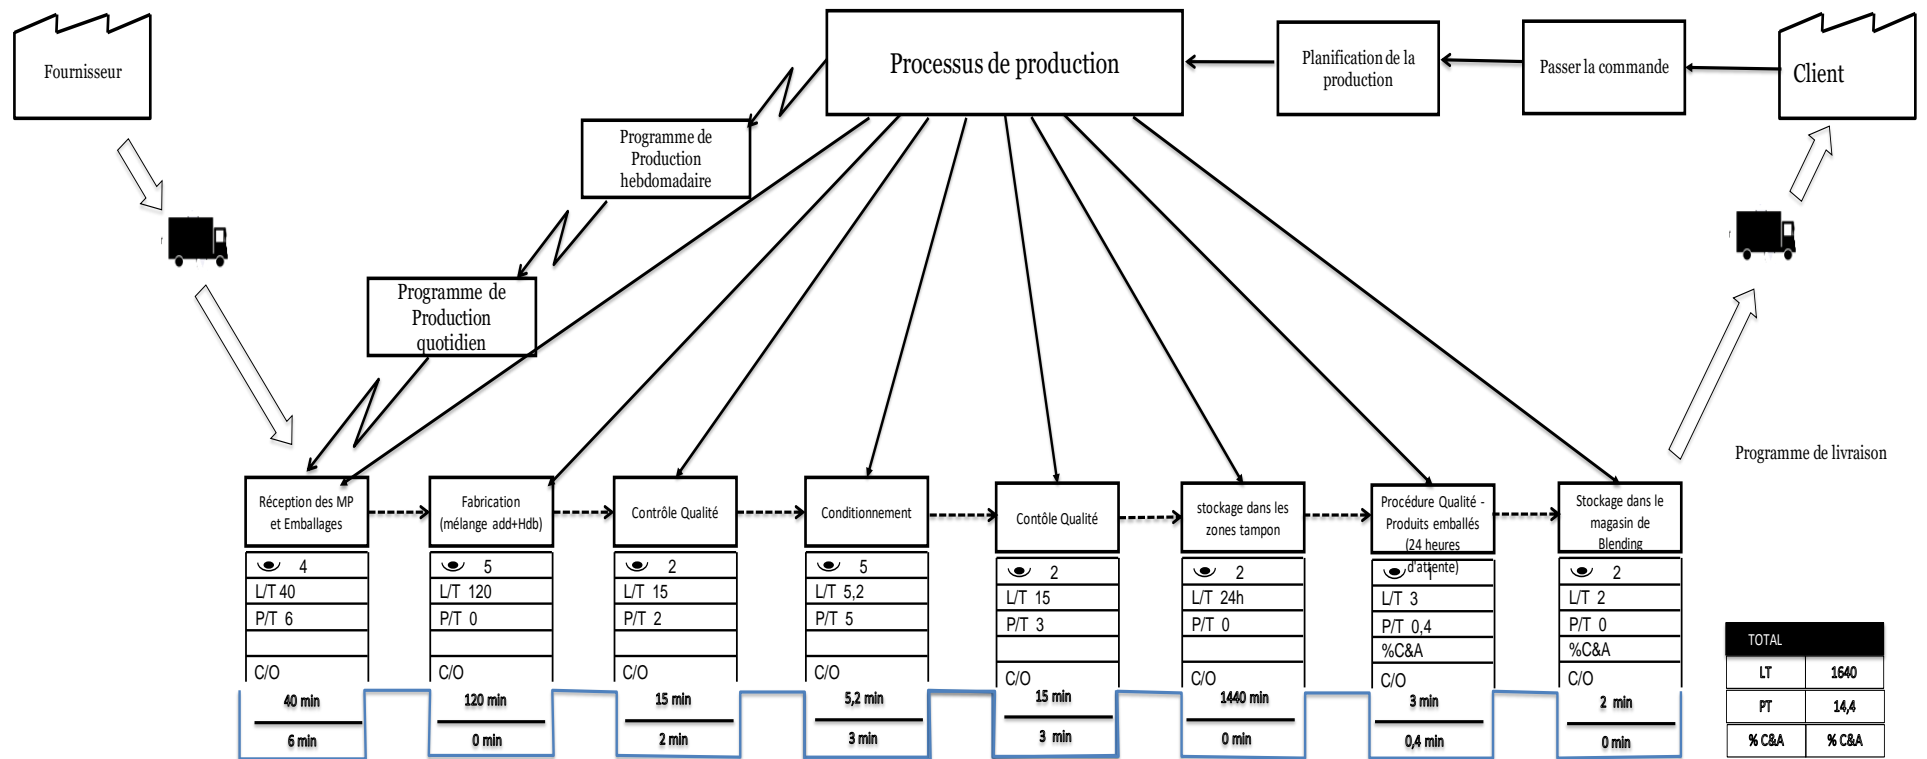 Fournisseur
Processus de production
Planification de la
production
Passer la commande
Client
Programme de
Production
hebdomadaire
Programme de
Production
quotidien
Programme de livraison
Réception des MP
et Emballages
4
L/T 40
P/T 6
C/O
40 min
6 min
Fabrication
(mélange add+Hdb)
5
L/T 120
P/T 0
C/O
120 min
0 min
Contrôle Qualité
2
L/T 15
P/T 2
C/O
15 min
2 min
Conditionnement
5
L/T 5,2
P/T 5
C/O
5,2 min
3 min
Contôle Qualité
2
L/T 15
P/T 3
C/O
15 min
3 min
stockage dans les
zones tampon
2
L/T 24h
P/T 0
C/O
1440 min
0 min
Procédure Qualité -
Produits emballés
(24 heures
d'attente)
1
L/T 3
P/T 0,4
%C&A
C/O
3 min
0,4 min
Stockage dans le
magasin de
Blending
2
L/T 2
P/T 0
%C&A
C/O
2 min
0 min
TOTAL
LT 1640
PT 14,4
% C&A % C&A